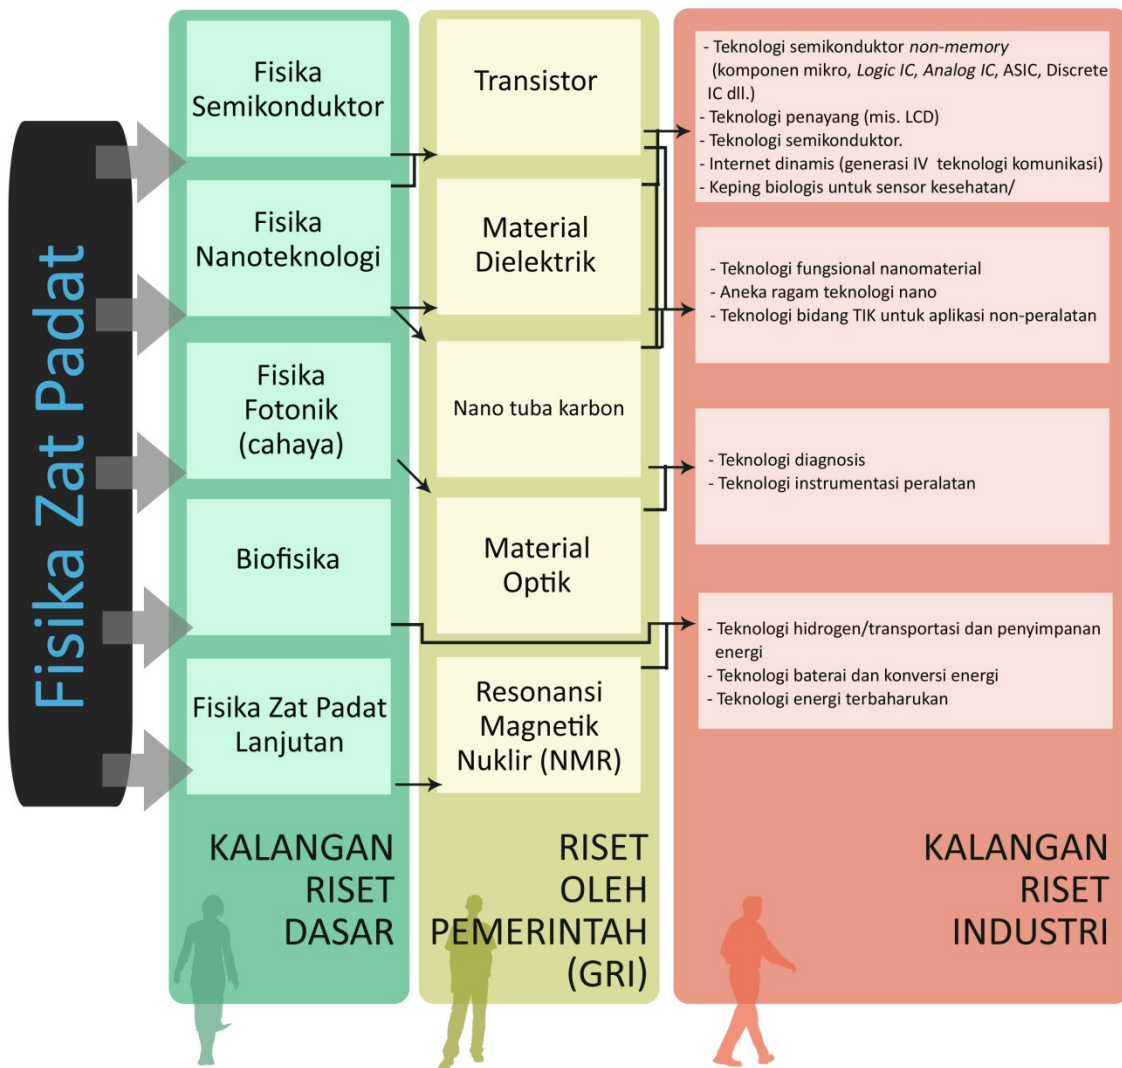 Fisika Zat Padat
Fisika
Semikonduktor
Fisika
Nanoteknologi
Fisika
Fotonik
(cahaya)
Biofisika
Fisika Zat Padat
Lanjutan
KALANGAN
RISET
DASAR
Transistor
Material
Dielektrik
Nano tuba karbon
Material
Optik
Resonansi
Magnetik
Nuklir (NMR)
RISET
OLEH
PEMERINTAH
(GRI)
- Teknologi semikonduktor non-memory
(komponen mikro, Logic IC, Analog IC, ASIC, Discrete
IC dll.)
- Teknologi penayang (mis. LCD)
- Teknologi semikonduktor.
- Internet dinamis (generasi IV teknologi komunikasi)
- Keping biologis untuk sensor kesehatan/
- Teknologi fungsional nanomaterial
- Aneka ragam teknologi nano
- Teknologi bidang TIK untuk aplikasi non-peralatan
- Teknologi diagnosis
- Teknologi instrumentasi peralatan
- Teknologi hidrogen/transportasi dan penyimpanan
energi
- Teknologi baterai dan konversi energi
- Teknologi energi terbaharukan
KALANGAN
RISET
INDUSTRI